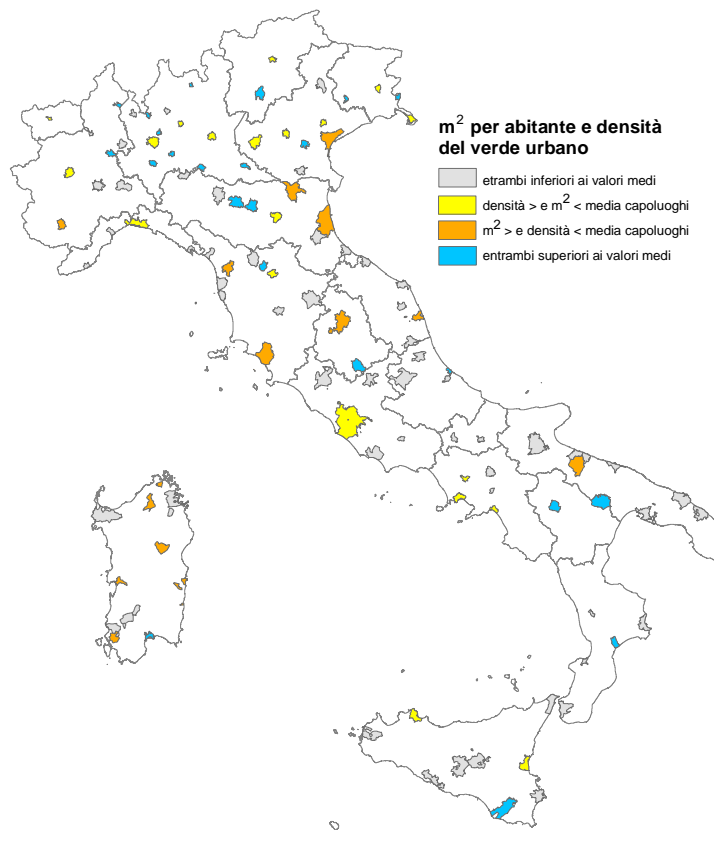 m² per abitante e densità
del verde urbano
etrambi inferiori ai valori medi
densità > e m² < media capoluoghi
m² > e densità < media capoluoghi
entrambi superiori ai valori medi